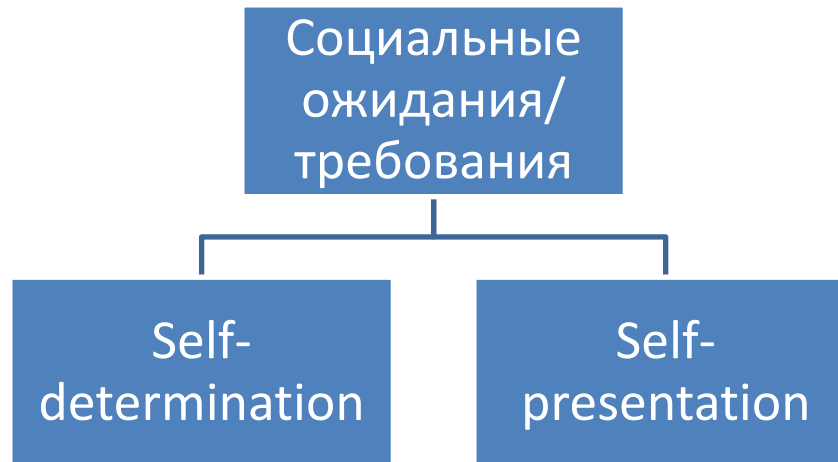 Социальные
ожидания/
требования
Self-
determination
Self-
presentation